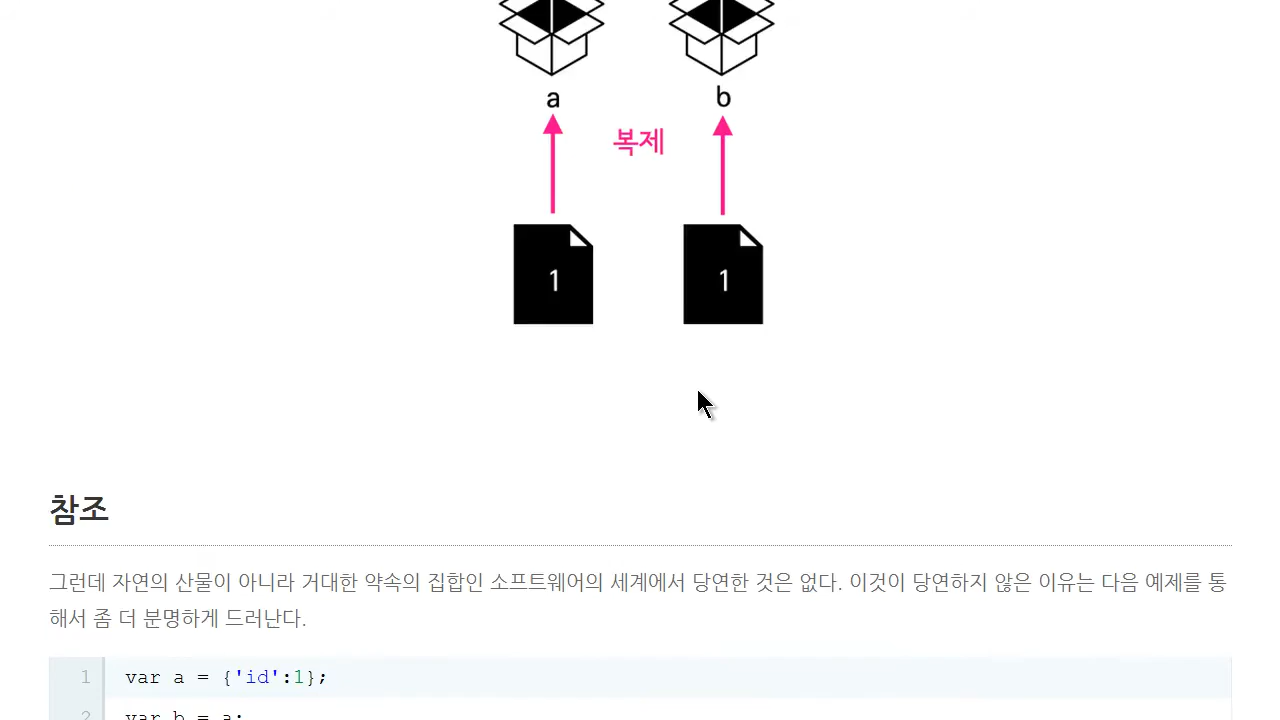 a b
복제
1 1
참조
그런데 자연의 산물이 아니라 거대한 약속의 집합인 소프트웨어의 세계에서 당연한 것은 없다. 이것이 당연하지 않은 이유는 다음 예제를 통
해서 좀 더 분명하게 드러난다.
1 var a = {'id':1};
2 var b = a;